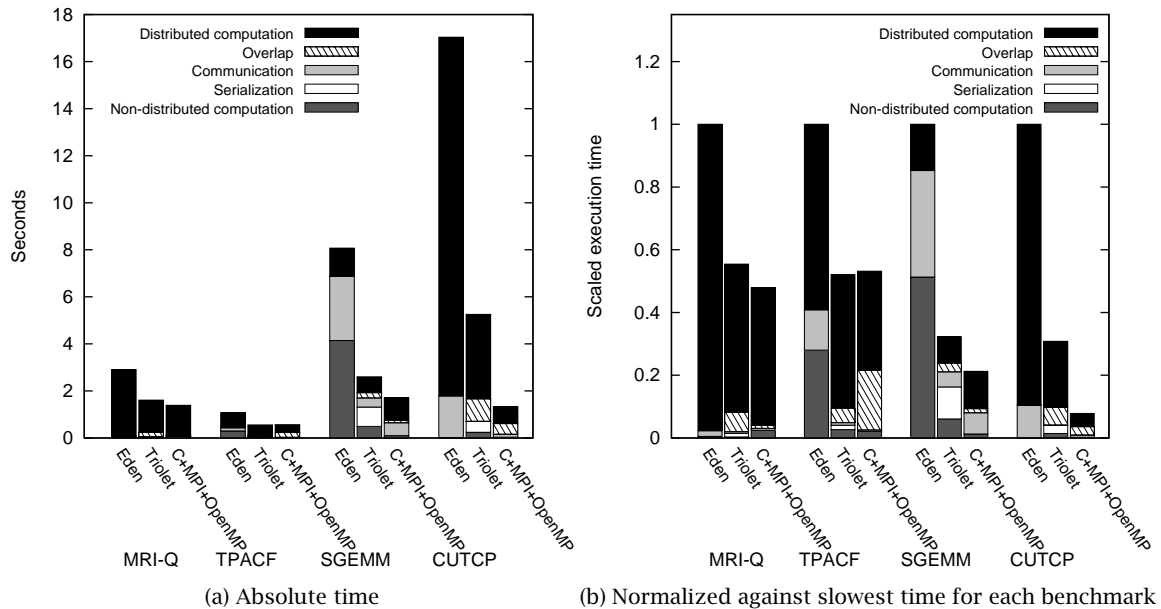 18
16
14
12
10
8
6
4
2
0
Seconds
Distributed computation
Overlap
Communication
Serialization
Non-distributed computation
Eden
Triolet
C+MPI+OpenMP
Eden
Triolet
C+MPI+OpenMP
Eden
Triolet
C+MPI+OpenMP
Eden
Triolet
C+MPI+OpenMP
MRI-Q
TPACF
SGEMM
CUTCP
(a) Absolute time
1.2
1
0.8
0.6
0.4
0.2
0
Scaled execution time
Distributed computation
Overlap
Communication
Serialization
Non-distributed computation
Eden
Triolet
C+MPI+OpenMP
Eden
Triolet
C+MPI+OpenMP
Eden
Triolet
C+MPI+OpenMP
Eden
Triolet
C+MPI+OpenMP
MRI-Q
TPACF
SGEMM
CUTCP
(b) Normalized against slowest time for each benchmark